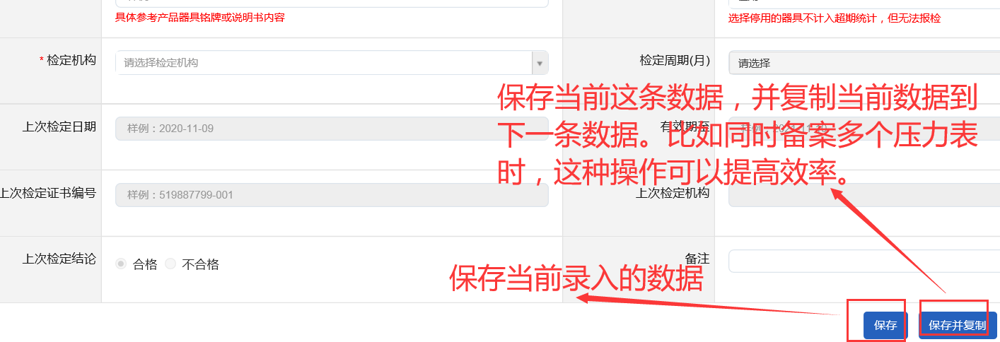 具体参考产品器具铭牌或说明书内容
选择停用的器具不计入超期统计，但无法报检
* 检定机构
请选择检定机构
检定周期(月)
请选择
保存当前这条数据，并复制当前数据到
下一条数据。比如同时备案多个压力表
时，这种操作可以提高效率。
上次检定日期
样例：2020-11-09
有效期至
上次检定证书编号
样例：519887799-001
上次检定机构
上次检定结论
合格
不合格
备注
保存当前录入的数据
保存
保存并复制